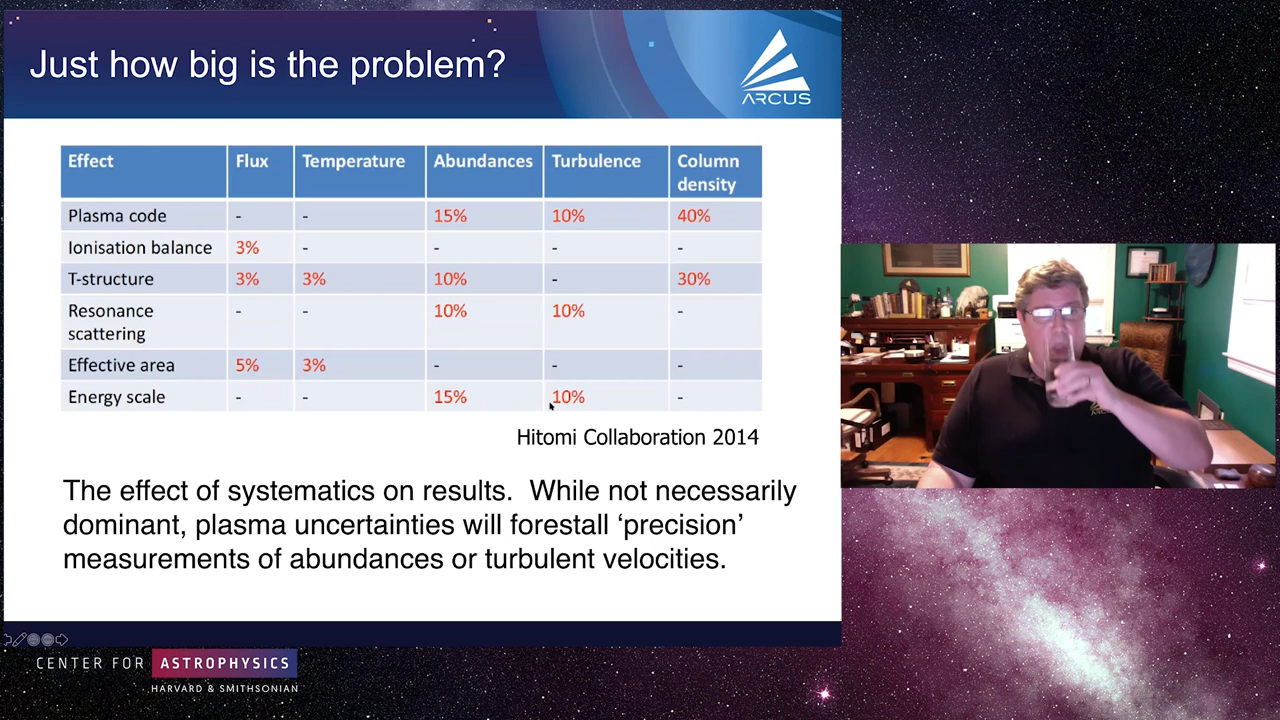 Just how big is the problem?
ARCUS
Effect Flux Temperature Abundances Turbulence Column density
Plasma code - - 15% 10% 40%
Ionisation balance 3% - - - -
T-structure 3% 3% 10% - 30%
Resonance scattering - - 10% 10% -
Effective area 5% 3% - - -
Energy scale - - 15% 10% -
Hitomi Collaboration 2014
The effect of systematics on results. While not necessarily
dominant, plasma uncertainties will forestall ‘precision’
measurements of abundances or turbulent velocities.
CENTER FOR ASTROPHYSICS
HARVARD & SMITHSONIAN